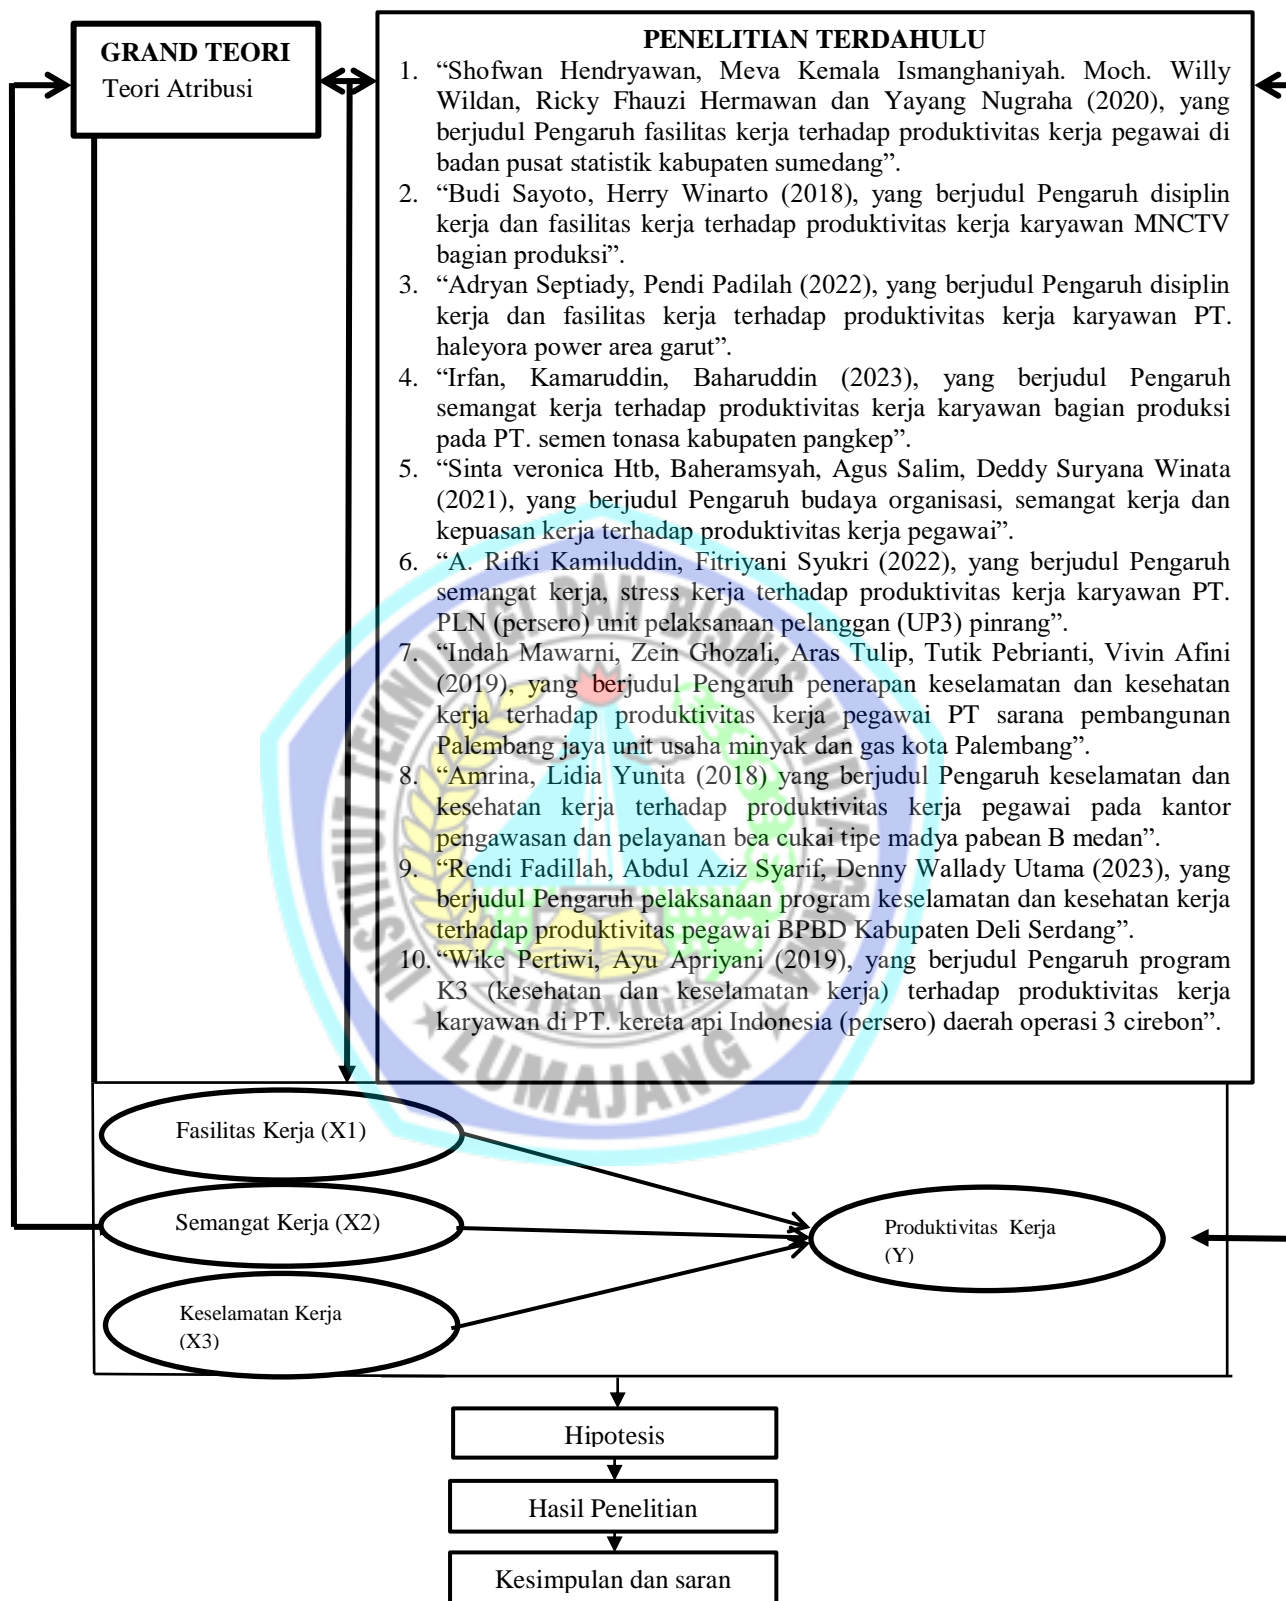 GRAND TEORI
Teori Atribusi
PENELITIAN TERDAHULU
1. “Shofwan Hendryawan, Meva Kemala Ismanghaniyah. Moch. Willy
Wildan, Ricky Fhauzi Hermawan dan Yayang Nugraha (2020), yang
berjudul Pengaruh fasilitas kerja terhadap produktivitas kerja pegawai di
badan pusat statistik kabupaten sumedang”.
2. “Budi Sayoto, Herry Winarto (2018), yang berjudul Pengaruh disiplin
kerja dan fasilitas kerja terhadap produktivitas kerja karyawan MNCTV
bagian produksi”.
3. “Adryan Septiady, Pendi Padilah (2022), yang berjudul Pengaruh disiplin
kerja dan fasilitas kerja terhadap produktivitas kerja karyawan PT.
haleyora power area garut”.
4. “Irfan, Kamaruddin, Baharuddin (2023), yang berjudul Pengaruh
semangat kerja terhadap produktivitas kerja karyawan bagian produksi
pada PT. semen tonasa kabupaten pangkep”.
5. “Sinta veronica Htb, Baheramsyah, Agus Salim, Deddy Suryana Winata
(2021), yang berjudul Pengaruh budaya organisasi, semangat kerja dan
kepuasan kerja terhadap produktivitas kerja pegawai”.
6. “A. Rifki Kamiluddin, Fitriyani Syukri (2022), yang berjudul Pengaruh
semangat kerja, stress kerja terhadap produktivitas kerja karyawan PT.
PLN (persero) unit pelaksanaan pelanggan (UP3) pinrang”.
7. “Indah Mawarni, Zein Ghozali, Aras Tulip, Tutik Pebrianti, Vivin Afini
(2019), yang berjudul Pengaruh penerapan keselamatan dan kesehatan
kerja terhadap produktivitas kerja pegawai PT sarana pembangunan
Palembang jaya unit usaha minyak dan gas kota Palembang”.
8. “Amrina, Lidia Yunita (2018) yang berjudul Pengaruh keselamatan dan
kesehatan kerja terhadap produktivitas kerja pegawai pada kantor
pengawasan dan pelayanan bea cukai tipe madya pabean B medan”.
9. “Rendi Fadillah, Abdul Aziz Syarif, Denny Wallady Utama (2023), yang
berjudul Pengaruh pelaksanaan program keselamatan dan kesehatan kerja
terhadap produktivitas pegawai BPBD Kabupaten Deli Serdang”.
10. “Wike Pertiwi, Ayu Apriyani (2019), yang berjudul Pengaruh program
K3 (kesehatan dan keselamatan kerja) terhadap produktivitas kerja
karyawan di PT. kereta api Indonesia (persero) daerah operasi 3 cirebon”.
INSTITUT TEKNOLOGI DAN BISNIS WIDYA GAMA
LUMAJANG
Fasilitas Kerja (X1)
Semangat Kerja (X2)
Keselamatan Kerja
(X3)
Produktivitas Kerja
(Y)
Hipotesis
Hasil Penelitian
Kesimpulan dan saran